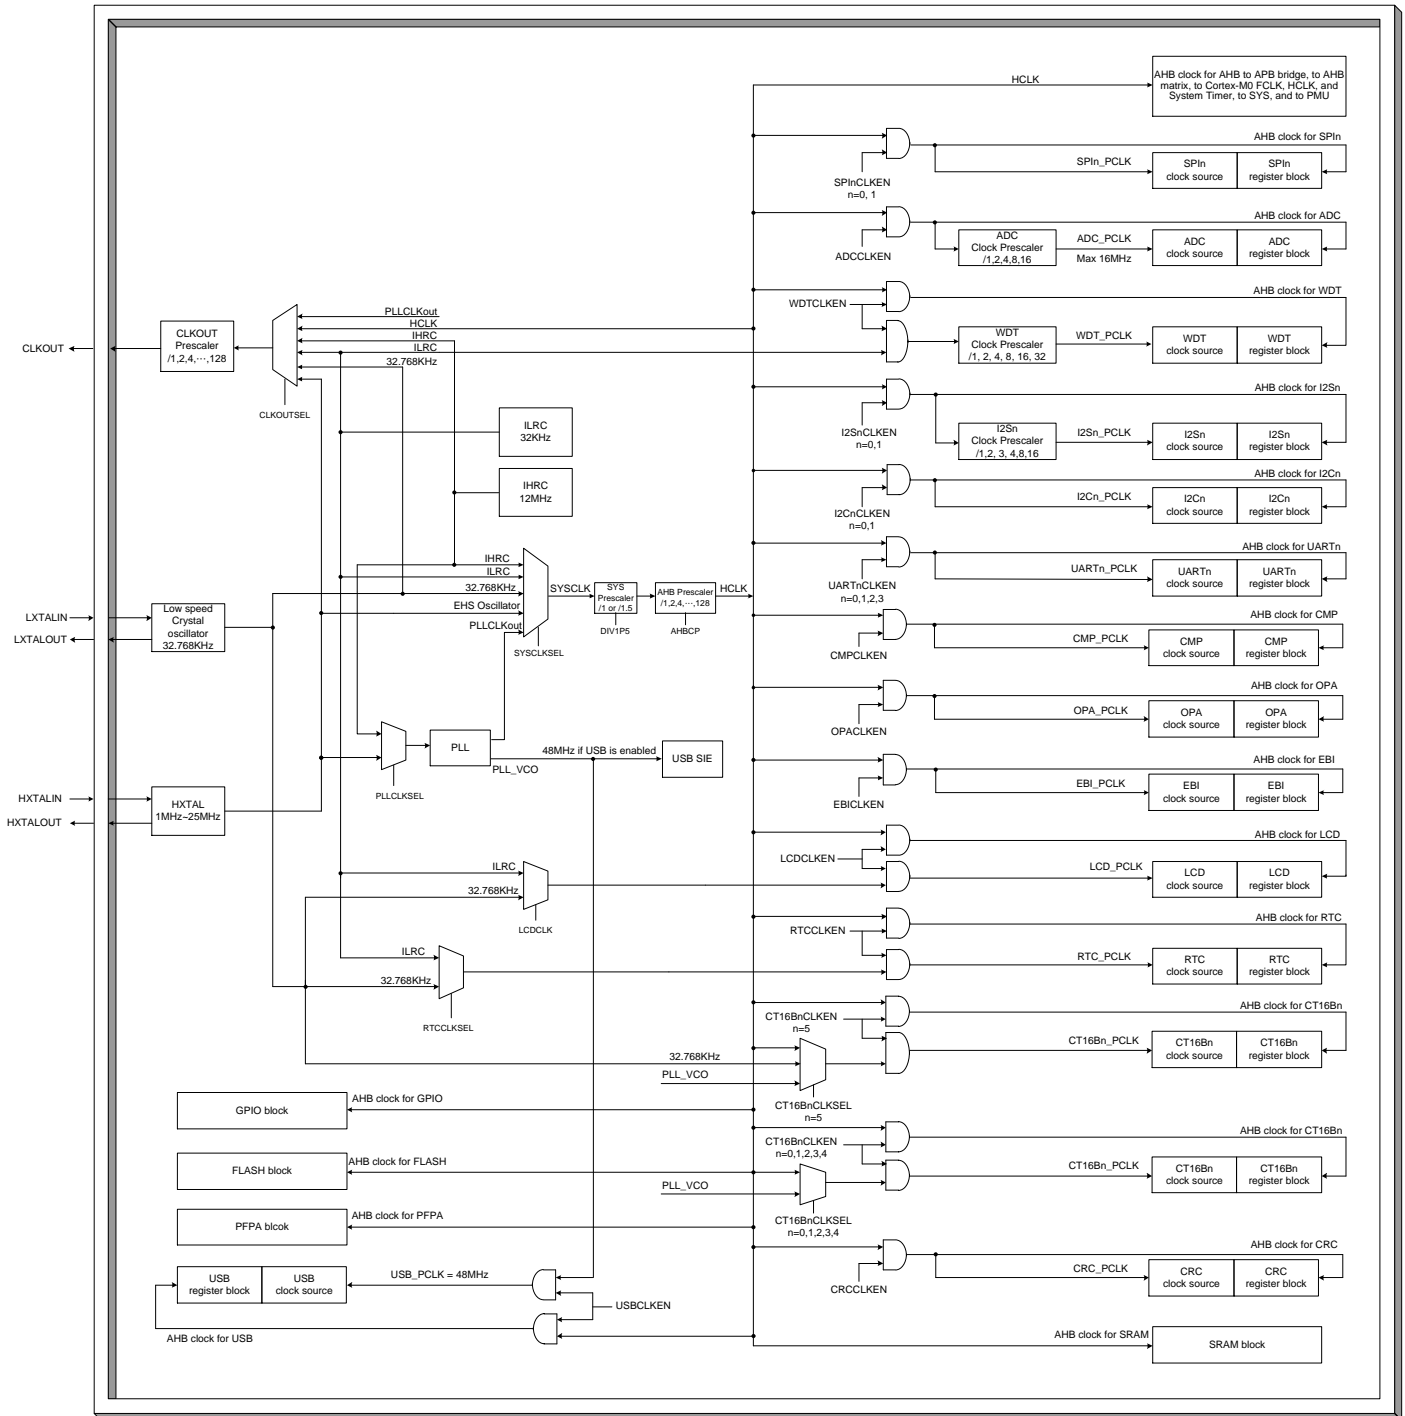 HCLK
AHB clock for AHB to APB bridge, to AHB
matrix, to Cortex-M0 FCLK, HCLK, and
System Timer, to SYS, and to PMU
AHB clock for SPIn
SPIn_PCLK
SPIn
clock source
SPIn
register block
SPInCLKEN
n=0, 1
AHB clock for ADC
ADC
Clock Prescaler
/1,2,4,8,16
ADC_PCLK
Max 16MHz
ADC
clock source
ADC
register block
ADCCLKEN
AHB clock for WDT
WDTCLKEN
WDT
Clock Prescaler
/1, 2, 4, 8, 16, 32
WDT_PCLK
WDT
clock source
WDT
register block
PLLCLKout
HCLK
IHRC
ILRC
32.768KHz
CLKOUT
CLKOUT
Prescaler
/1,2,4,···,128
CLKOUTSEL
AHB clock for I2Sn
I2SnCLKEN
n=0,1
I2Sn
Clock Prescaler
/1,2, 3, 4,8,16
I2Sn_PCLK
I2Sn
clock source
I2Sn
register block
ILRC
32KHz
IHRC
12MHz
AHB clock for I2Cn
I2Cn_PCLK
I2Cn
clock source
I2Cn
register block
I2CnCLKEN
n=0,1
AHB clock for UARTn
UARTn_PCLK
UARTn
clock source
UARTn
register block
UARTnCLKEN
n=0,1,2,3
IHRC
ILRC
32.768KHz
EHS Oscillator
PLLCLKout
SYSCLK
SYSCLKSEL
SYS
Prescaler
/1 or /1.5
DIV1P5
AHB Prescaler
/1,2,4,···,128
AHBCP
HCLK
LXTALIN
LXTALOUT
Low speed
Crystal
oscillator
32.768KHz
AHB clock for CMP
CMP_PCLK
CMP
clock source
CMP
register block
CMPCLKEN
AHB clock for OPA
OPA_PCLK
OPA
clock source
OPA
register block
OPACLKEN
PLL
PLLCLKSEL
PLL_VCO
48MHz if USB is enabled
USB SIE
AHB clock for EBI
EBI_PCLK
EBI
clock source
EBI
register block
EBICLKEN
HXTALIN
HXTALOUT
HXTAL
1MHz~25MHz
AHB clock for LCD
LCDCLKEN
LCD_PCLK
LCD
clock source
LCD
register block
ILRC
32.768KHz
LCDCLK
AHB clock for RTC
RTCCLKEN
RTC_PCLK
RTC
clock source
RTC
register block
ILRC
32.768KHz
RTCCLKSEL
AHB clock for CT16Bn
CT16BnCLKEN
n=5
CT16Bn_PCLK
CT16Bn
clock source
CT16Bn
register block
32.768KHz
PLL_VCO
CT16BnCLKSEL
n=5
GPIO block
AHB clock for GPIO
AHB clock for CT16Bn
CT16BnCLKEN
n=0,1,2,3,4
CT16Bn_PCLK
CT16Bn
clock source
CT16Bn
register block
FLASH block
AHB clock for FLASH
PLL_VCO
CT16BnCLKSEL
n=0,1,2,3,4
PFPA blcok
AHB clock for PFPA
AHB clock for CRC
CRC_PCLK
CRC
clock source
CRC
register block
CRCCLKEN
USB
register block
USB
clock source
USB_PCLK = 48MHz
USBCLKEN
AHB clock for USB
AHB clock for SRAM
SRAM block